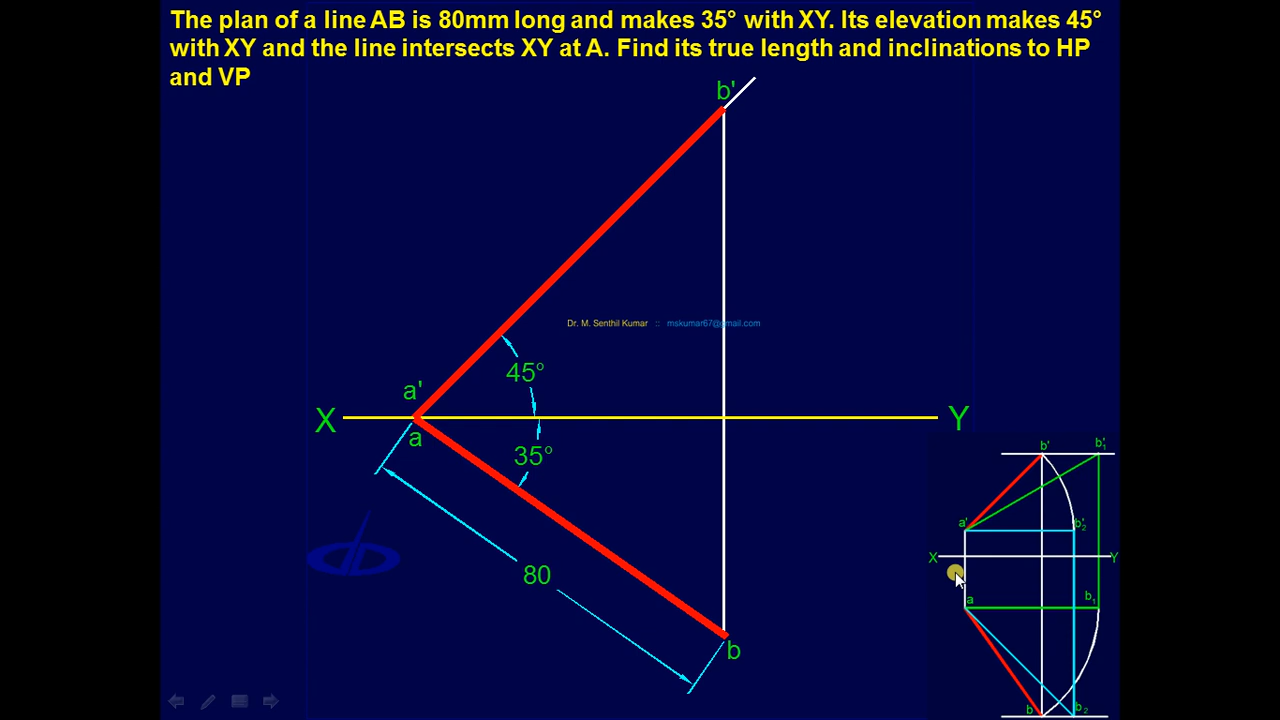 The plan of a line AB is 80mm long and makes 35° with XY. Its elevation makes 45°
with XY and the line intersects XY at A. Find its true length and inclinations to HP
and VP
b'
Dr. M. Senthil Kumar :: mskumar67@gmail.com
45°
a'
X
Y
a
35°
80
b
b'
b'1
a'
b'2
X
Y
a
b1
b
b2